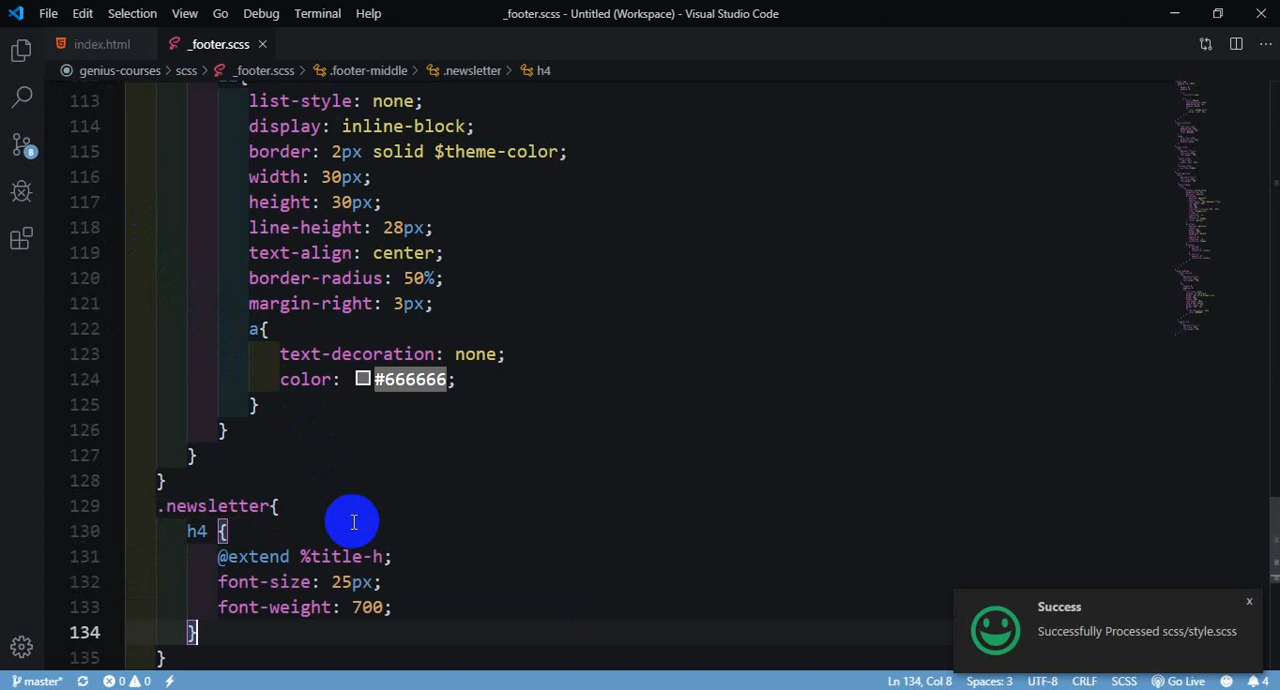 File Edit Selection View Go Debug Terminal Help _footer.scss - Untitled (Workspace) - Visual Studio Code
index.html _footer.scss
genius-courses > scss > _footer.scss > .footer-middle > .newsletter > h4
113 list-style: none;
114 display: inline-block;
115 border: 2px solid $theme-color;
116 width: 30px;
117 height: 30px;
118 line-height: 28px;
119 text-align: center;
120 border-radius: 50%;
121 margin-right: 3px;
122 a{
123 text-decoration: none;
124 color: #666666;
125 }
126 }
127 }
128 }
129 .newsletter{
130 h4 {
131 @extend %title-h;
132 font-size: 25px;
133 font-weight: 700;
134 }
135 }
Success x
Successfully Processed scss/style.scss
8
master* 0 0 Ln 134, Col 8 Spaces: 3 UTF-8 CRLF SCSS Go Live 4